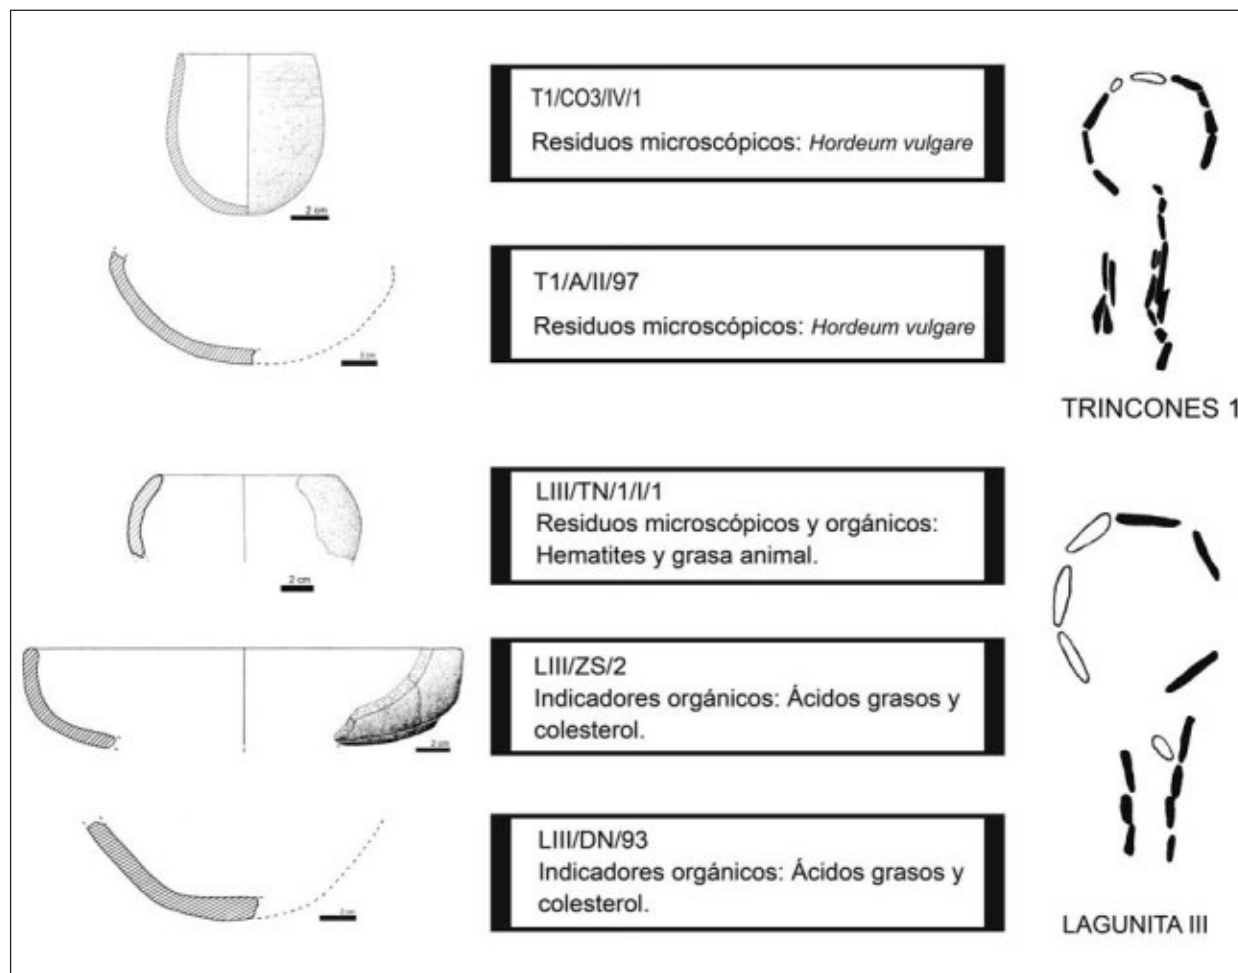 2 cm
T1/CO3/IV/1
Residuos microscópicos: Hordeum vulgare
T1/A/II/97
Residuos microscópicos: Hordeum vulgare
TRINCONES 1
2 cm
LIII/TN/1/I/1
Residuos microscópicos y orgánicos:
Hematites y grasa animal.
2 cm
LIII/ZS/2
Indicadores orgánicos: Ácidos grasos y
colesterol.
LIII/DN/93
Indicadores orgánicos: Ácidos grasos y
colesterol.
LAGUNITA III